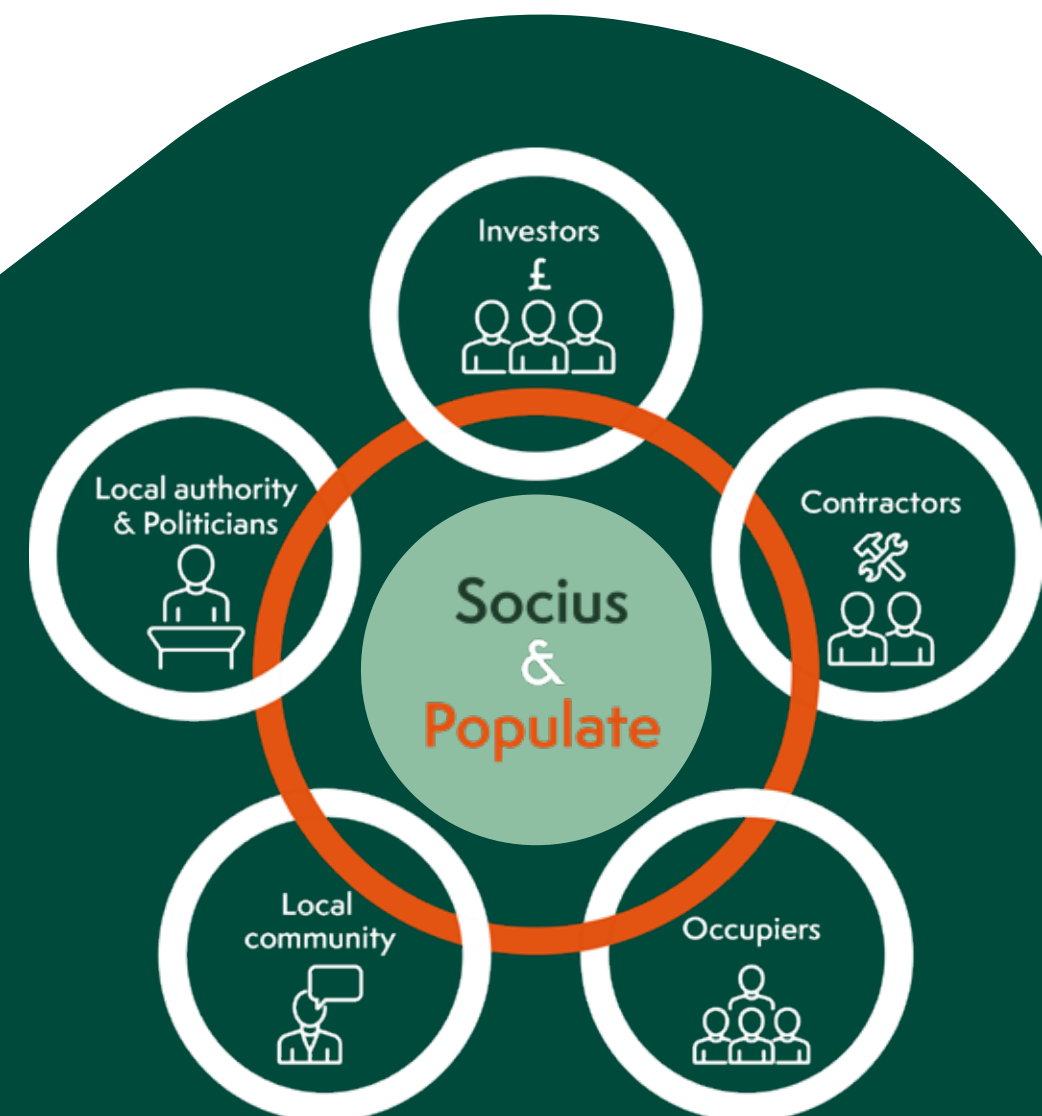 Investors
£
Local authority
& Politicians
Contractors
Socius
&
Populate
Local
community
Occupiers